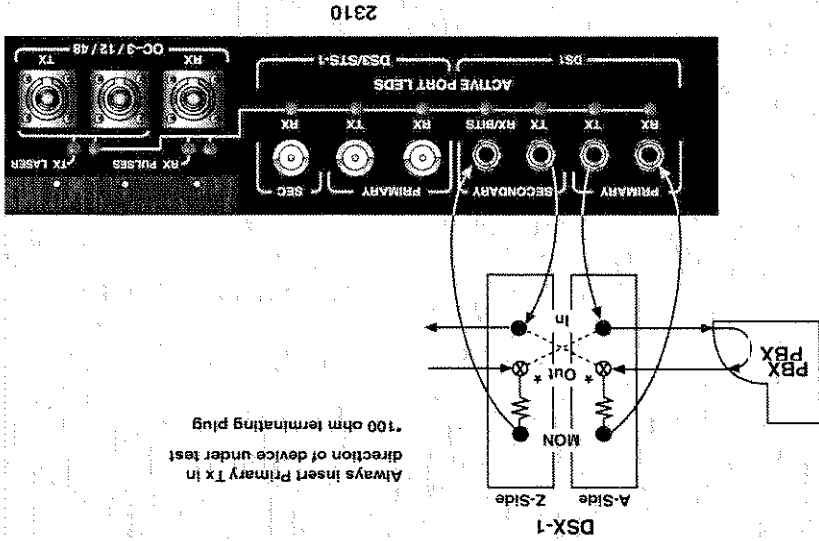 DSX-1
A-Side Z-Side
Always insert Primary Tx in
direction of device under test
*100 ohm terminating plug
MON
* Out *
PBX
PBX
In
PRIMARY SECONDARY PRIMARY SEC
RX PULSES TX LASER
RX TX TX RX/BITS RX TX RX
ACTIVE PORT LEDS
DS1 DS3/STS-1
RX TX
OC-3 / 12 / 48
2310